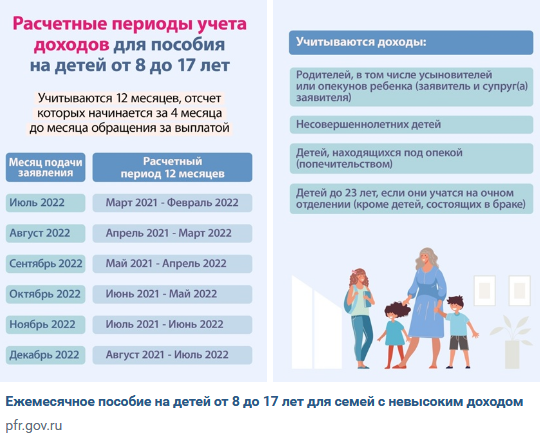 Расчетные периоды учета
доходов для пособия
на детей от 8 до 17 лет
Учитываются 12 месяцев, отсчет
которых начинается за 4 месяца
до месяца обращения за выплатой
Месяц подачи
заявления
Расчетный
период 12 месяцев
Июль 2022
Март 2021 - Февраль 2022
Август 2022
Апрель 2021 - Март 2022
Сентябрь 2022
Май 2021 - Апрель 2022
Октябрь 2022
Июнь 2021 - Май 2022
Ноябрь 2022
Июль 2021 - Июнь 2022
Декабрь 2022
Август 2021 - Июль 2022
Учитываются доходы:
Родителей, в том числе усыновителей
или опекунов ребенка (заявитель и супруг(а)
заявителя)
Несовершеннолетних детей
Детей, находящихся под опекой
(попечительством)
Детей до 23 лет, если они учатся на очном
отделении (кроме детей, состоящих в браке)
Ежемесячное пособие на детей от 8 до 17 лет для семей с невысоким доходом
pfr.gov.ru